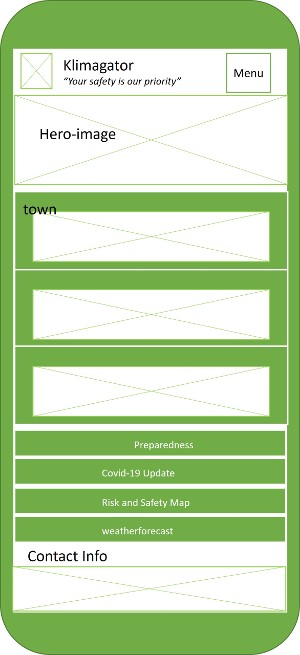 Klimagator
“Your safety is our priority”
Menu
Hero-image
town
Preparedness
Covid-19 Update
Risk and Safety Map
weatherforecast
Contact Info